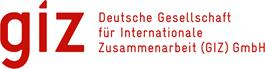 giz
Deutsche Gesellschaft
für Internationale
Zusammenarbeit (GIZ) GmbH